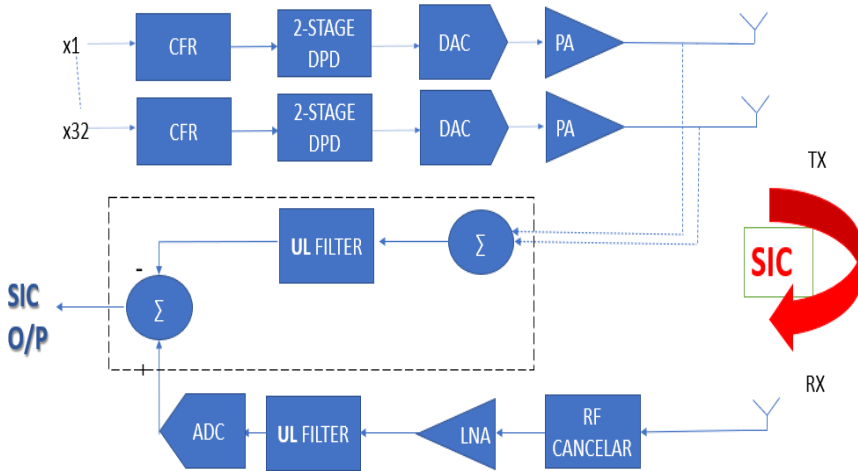 x1
CFR
2-STAGE
DPD
DAC
PA
x32
CFR
2-STAGE
DPD
DAC
PA
TX
UL FILTER
∑
-
SIC
∑
SIC
O/P
+
RX
ADC
UL FILTER
LNA
RF
CANCELAR